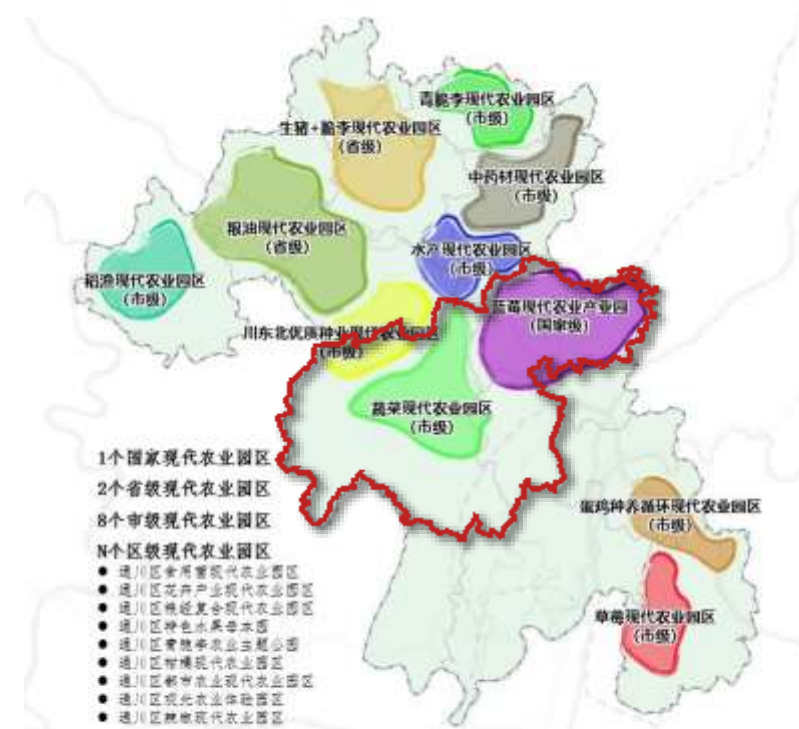 青脆李现代农业园区
(市级)
生猪+脆李现代农业园区
(省级)
中药材现代农业园区
(市级)
粮油现代农业园区
(省级)
水产现代农业园区
(市级)
稻渔现代农业园区
(市级)
蓝莓现代农业产业园
(国家级)
川东北优质种业现代农业园区
(市级)
蔬菜现代农业园区
(市级)
1个国家现代农业园区
2个省级现代农业园区
8个市级现代农业园区
N个区级现代农业园区
蛋鸡种养循环现代农业园区
(市级)
草莓现代农业园区
(市级)
● 通川区食用菌现代农业园区
● 通川区花卉产业现代农业园区
● 通川区粮经复合现代农业园区
● 通川区特色水果母本园
● 通川区农业主题公园
● 通川区柑橘现代农业园区
● 通川区都市农业现代农业园区
● 通川区观光农业体验园区
● 通川区辣椒现代农业园区